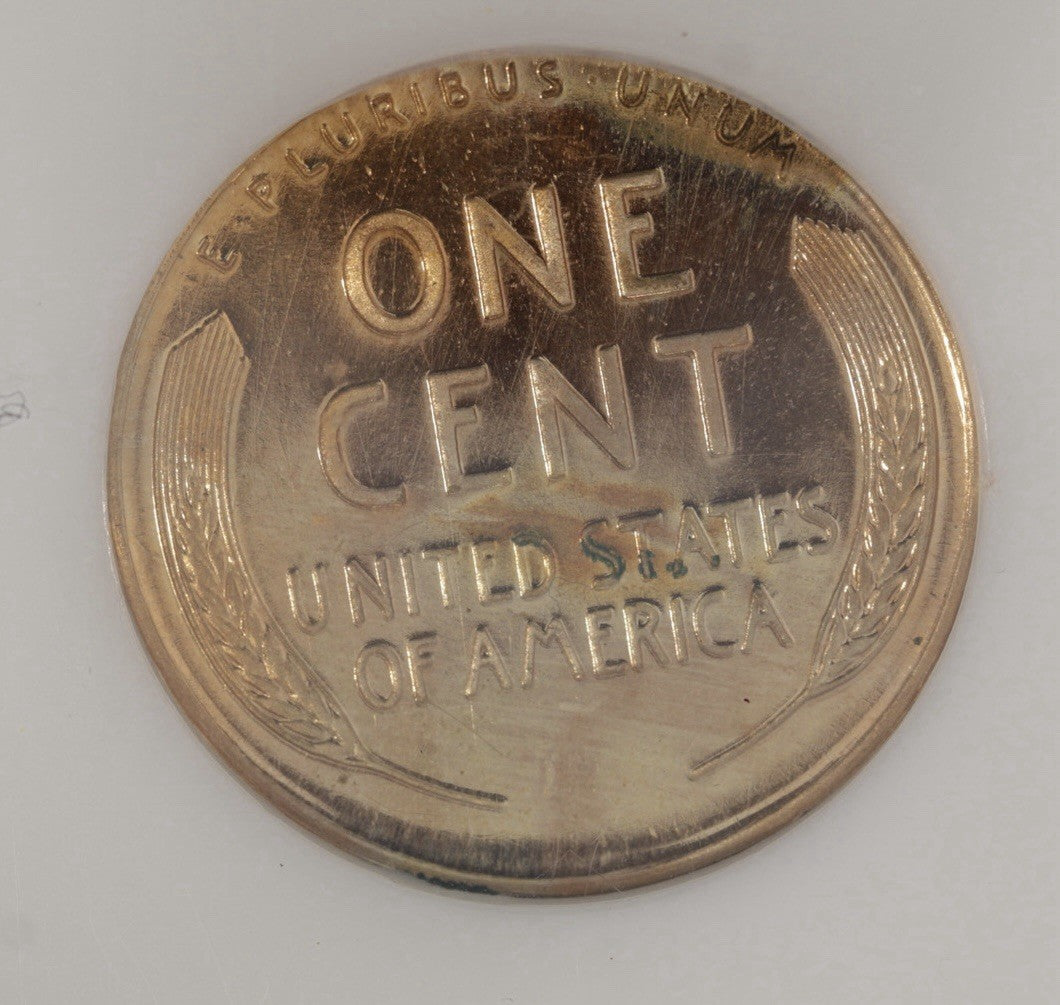 E PLURIBUS · UNUM
ONE
CENT
UNITED STATES
OF AMERICA